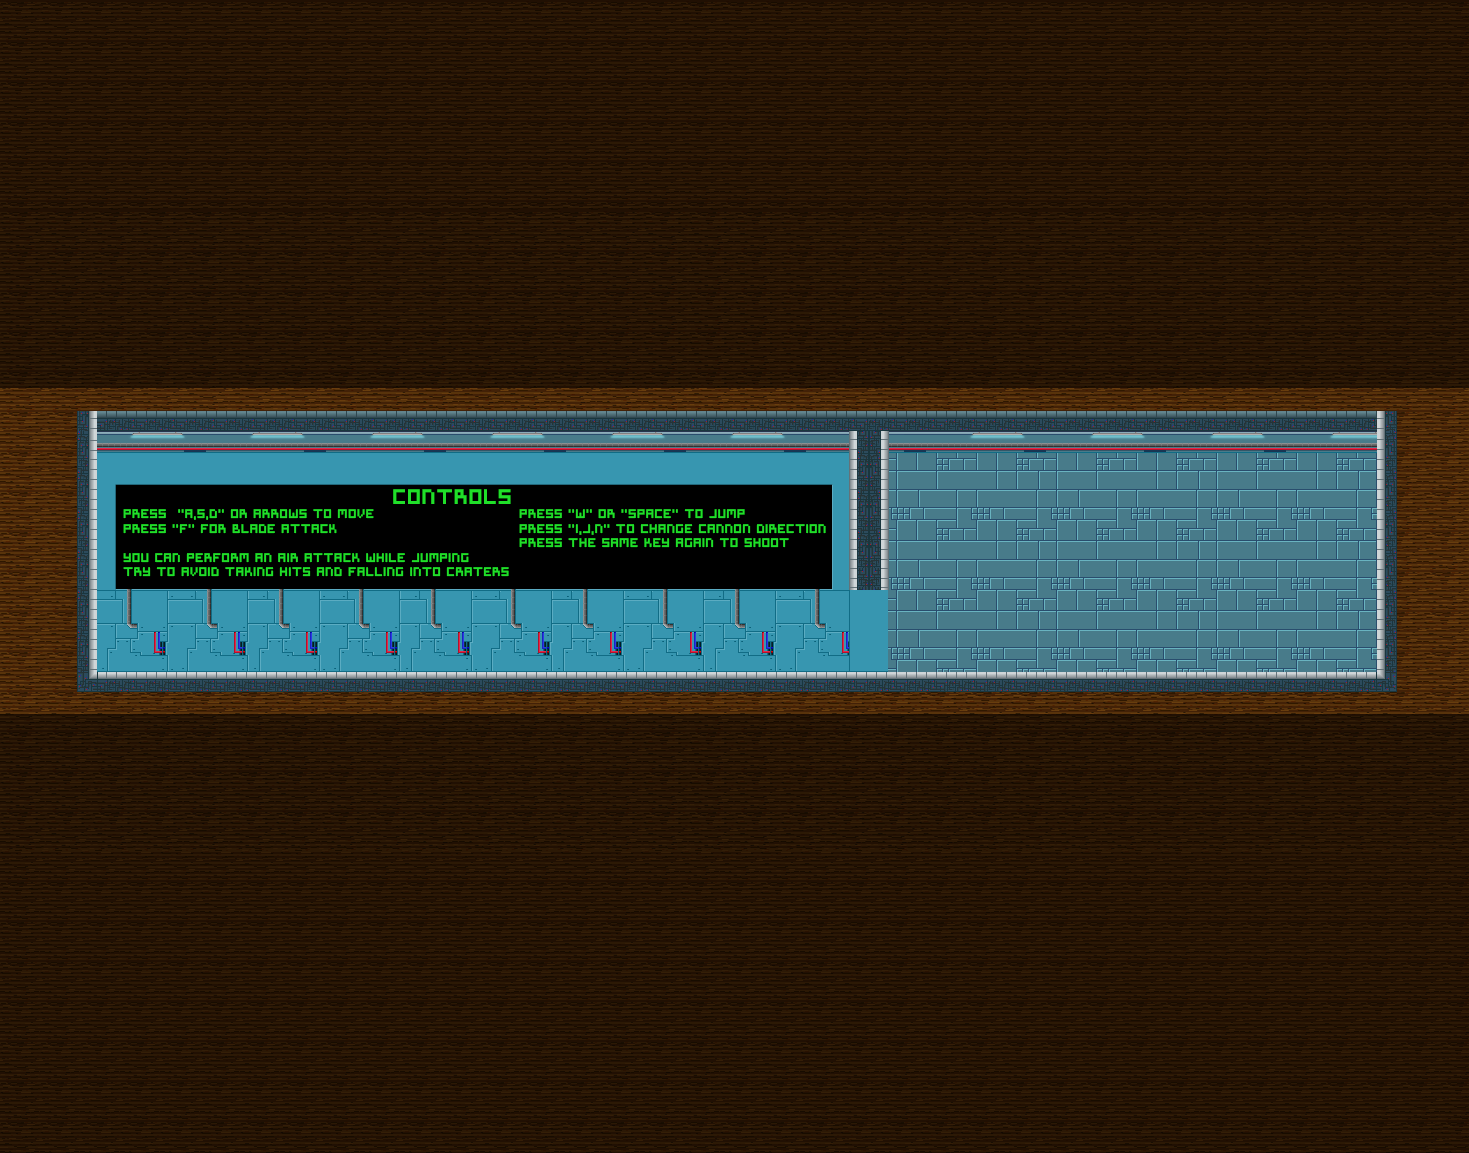 CONTROLS
PRESS "A,S,D" OR ARROWS TO MOVE
PRESS "F" FOR BLADE ATTACK
YOU CAN PERFORM AN AIR ATTACK WHILE JUMPING
TRY TO AVOID TAKING HITS AND FALLING INTO CRATERS
PRESS "W" OR "SPACE" TO JUMP
PRESS "I,J,N" TO CHANGE CANNON DIRECTION
PRESS THE SAME KEY AGAIN TO SHOOT